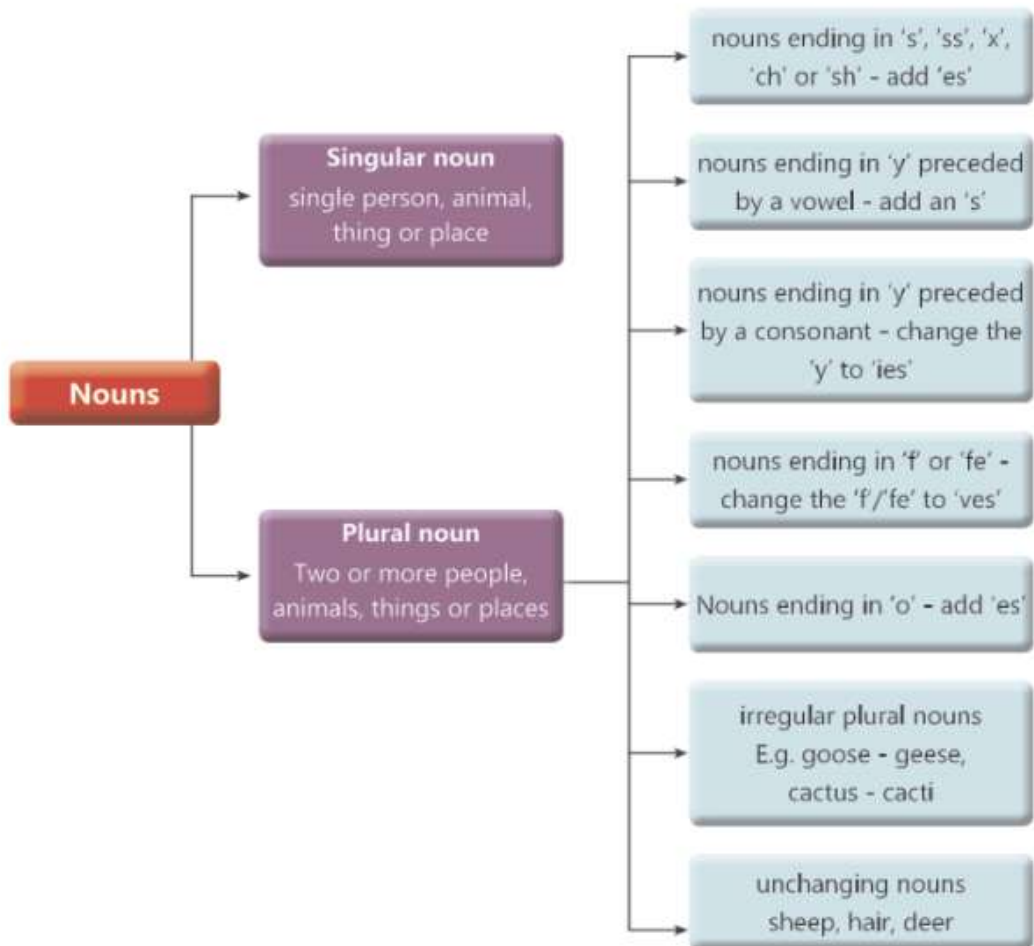 Nouns
Singular noun
single person, animal,
thing or place
Plural noun
Two or more people,
animals, things or places
nouns ending in ‘s’, ‘ss’, ‘x’,
‘ch’ or ‘sh’ - add ‘es’
nouns ending in ‘y’ preceded
by a vowel - add an ‘s’
nouns ending in ‘y’ preceded
by a consonant - change the
‘y’ to ‘ies’
nouns ending in ‘f’ or ‘fe’ -
change the ‘f’/‘fe’ to ‘ves’
Nouns ending in ‘o’ - add ‘es’
irregular plural nouns
E.g. goose - geese,
cactus - cacti
unchanging nouns
sheep, hair, deer